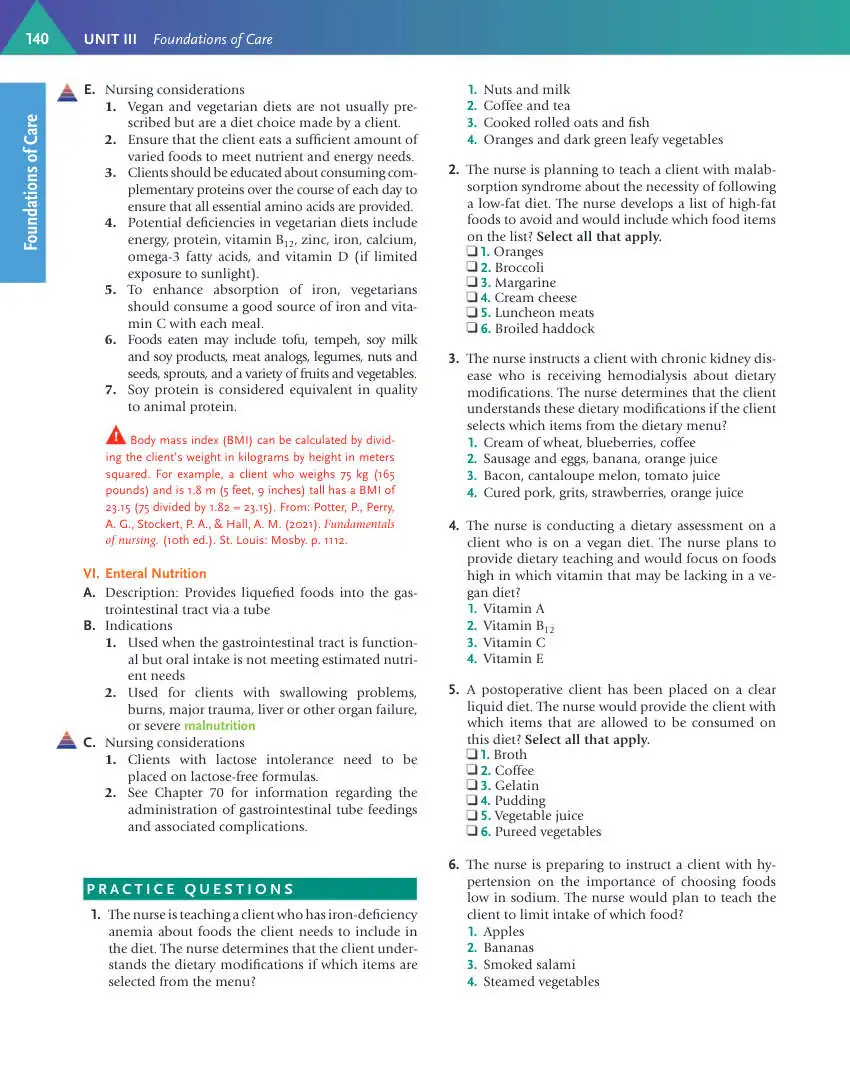 140 UNIT III Foundations of Care
Foundations of Care
E. Nursing considerations
1. Vegan and vegetarian diets are not usually pre-
scribed but are a diet choice made by a client.
2. Ensure that the client eats a sufficient amount of
varied foods to meet nutrient and energy needs.
3. Clients should be educated about consuming com-
plementary proteins over the course of each day to
ensure that all essential amino acids are provided.
4. Potential deficiencies in vegetarian diets include
energy, protein, vitamin B12, zinc, iron, calcium,
omega-3 fatty acids, and vitamin D (if limited
exposure to sunlight).
5. To enhance absorption of iron, vegetarians
should consume a good source of iron and vita-
min C with each meal.
6. Foods eaten may include tofu, tempeh, soy milk
and soy products, meat analogs, legumes, nuts and
seeds, sprouts, and a variety of fruits and vegetables.
7. Soy protein is considered equivalent in quality
to animal protein.
! Body mass index (BMI) can be calculated by divid-
ing the client's weight in kilograms by height in meters
squared. For example, a client who weighs 75 kg (165
pounds) and is 1.8 m (5 feet, 9 inches) tall has a BMI of
23.15 (75 divided by 1.82 = 23.15). From: Potter, P., Perry,
A. G., Stockert, P. A., & Hall, A. M. (2021). Fundamentals
of nursing. (10th ed.). St. Louis: Mosby. p. 1112.
VI. Enteral Nutrition
A. Description: Provides liquefied foods into the gas-
trointestinal tract via a tube
B. Indications
1. Used when the gastrointestinal tract is function-
al but oral intake is not meeting estimated nutri-
ent needs
2. Used for clients with swallowing problems,
burns, major trauma, liver or other organ failure,
or severe malnutrition
C. Nursing considerations
1. Clients with lactose intolerance need to be
placed on lactose-free formulas.
2. See Chapter 70 for information regarding the
administration of gastrointestinal tube feedings
and associated complications.
PRACTICE QUESTIONS
1. The nurse is teaching a client who has iron-deficiency
anemia about foods the client needs to include in
the diet. The nurse determines that the client under-
stands the dietary modifications if which items are
selected from the menu?
1. Nuts and milk
2. Coffee and tea
3. Cooked rolled oats and fish
4. Oranges and dark green leafy vegetables
2. The nurse is planning to teach a client with malab-
sorption syndrome about the necessity of following
a low-fat diet. The nurse develops a list of high-fat
foods to avoid and would include which food items
on the list? Select all that apply.
❑ 1. Oranges
❑ 2. Broccoli
❑ 3. Margarine
❑ 4. Cream cheese
❑ 5. Luncheon meats
❑ 6. Broiled haddock
3. The nurse instructs a client with chronic kidney dis-
ease who is receiving hemodialysis about dietary
modifications. The nurse determines that the client
understands these dietary modifications if the client
selects which items from the dietary menu?
1. Cream of wheat, blueberries, coffee
2. Sausage and eggs, banana, orange juice
3. Bacon, cantaloupe melon, tomato juice
4. Cured pork, grits, strawberries, orange juice
4. The nurse is conducting a dietary assessment on a
client who is on a vegan diet. The nurse plans to
provide dietary teaching and would focus on foods
high in which vitamin that may be lacking in a ve-
gan diet?
1. Vitamin A
2. Vitamin B12
3. Vitamin C
4. Vitamin E
5. A postoperative client has been placed on a clear
liquid diet. The nurse would provide the client with
which items that are allowed to be consumed on
this diet? Select all that apply.
❑ 1. Broth
❑ 2. Coffee
❑ 3. Gelatin
❑ 4. Pudding
❑ 5. Vegetable juice
❑ 6. Pureed vegetables
6. The nurse is preparing to instruct a client with hy-
pertension on the importance of choosing foods
low in sodium. The nurse would plan to teach the
client to limit intake of which food?
1. Apples
2. Bananas
3. Smoked salami
4. Steamed vegetables